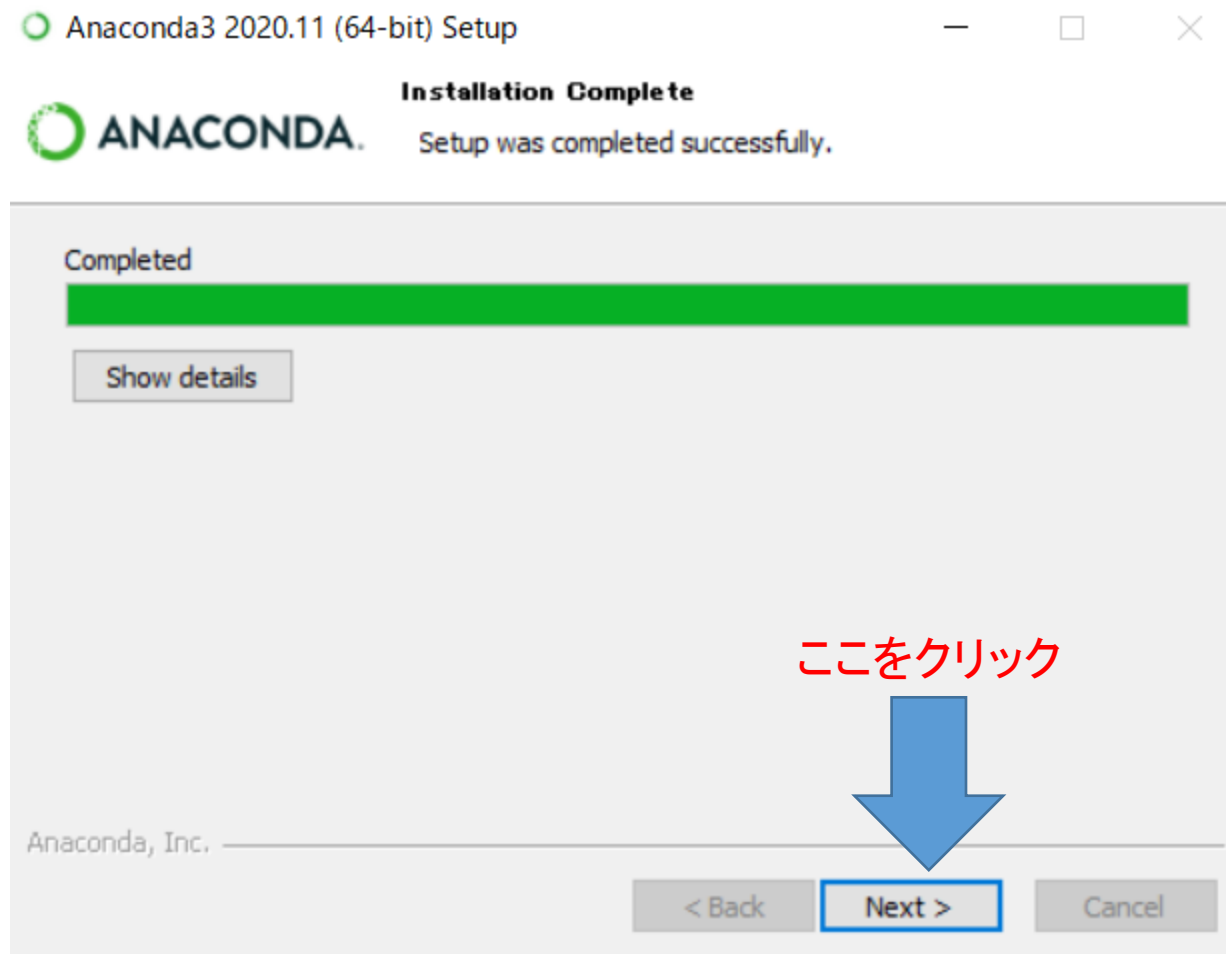 Anaconda3 2020.11 (64-bit) Setup
ANACONDA.
Installation Complete
Setup was completed successfully.
Completed
Show details
ここをクリック
Anaconda, Inc.
< Back
Next >
Cancel